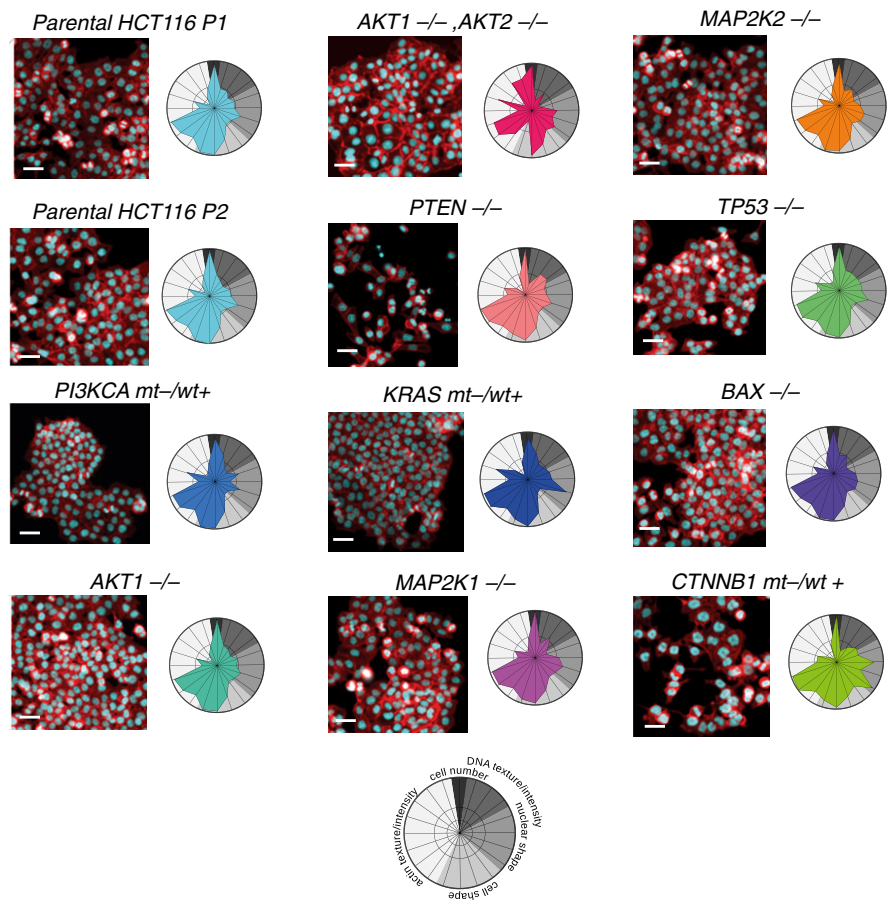 Parental HCT116 P1
AKT1 –/– ,AKT2 –/–
MAP2K2 –/–
Parental HCT116 P2
PTEN –/–
TP53 –/–
PI3KCA mt–/wt+
KRAS mt–/wt+
BAX –/–
AKT1 –/–
MAP2K1 –/–
CTNNB1 mt–/wt +
cell number
DNA texture/intensity
nuclear shape
cell shape
actin texture/intensity